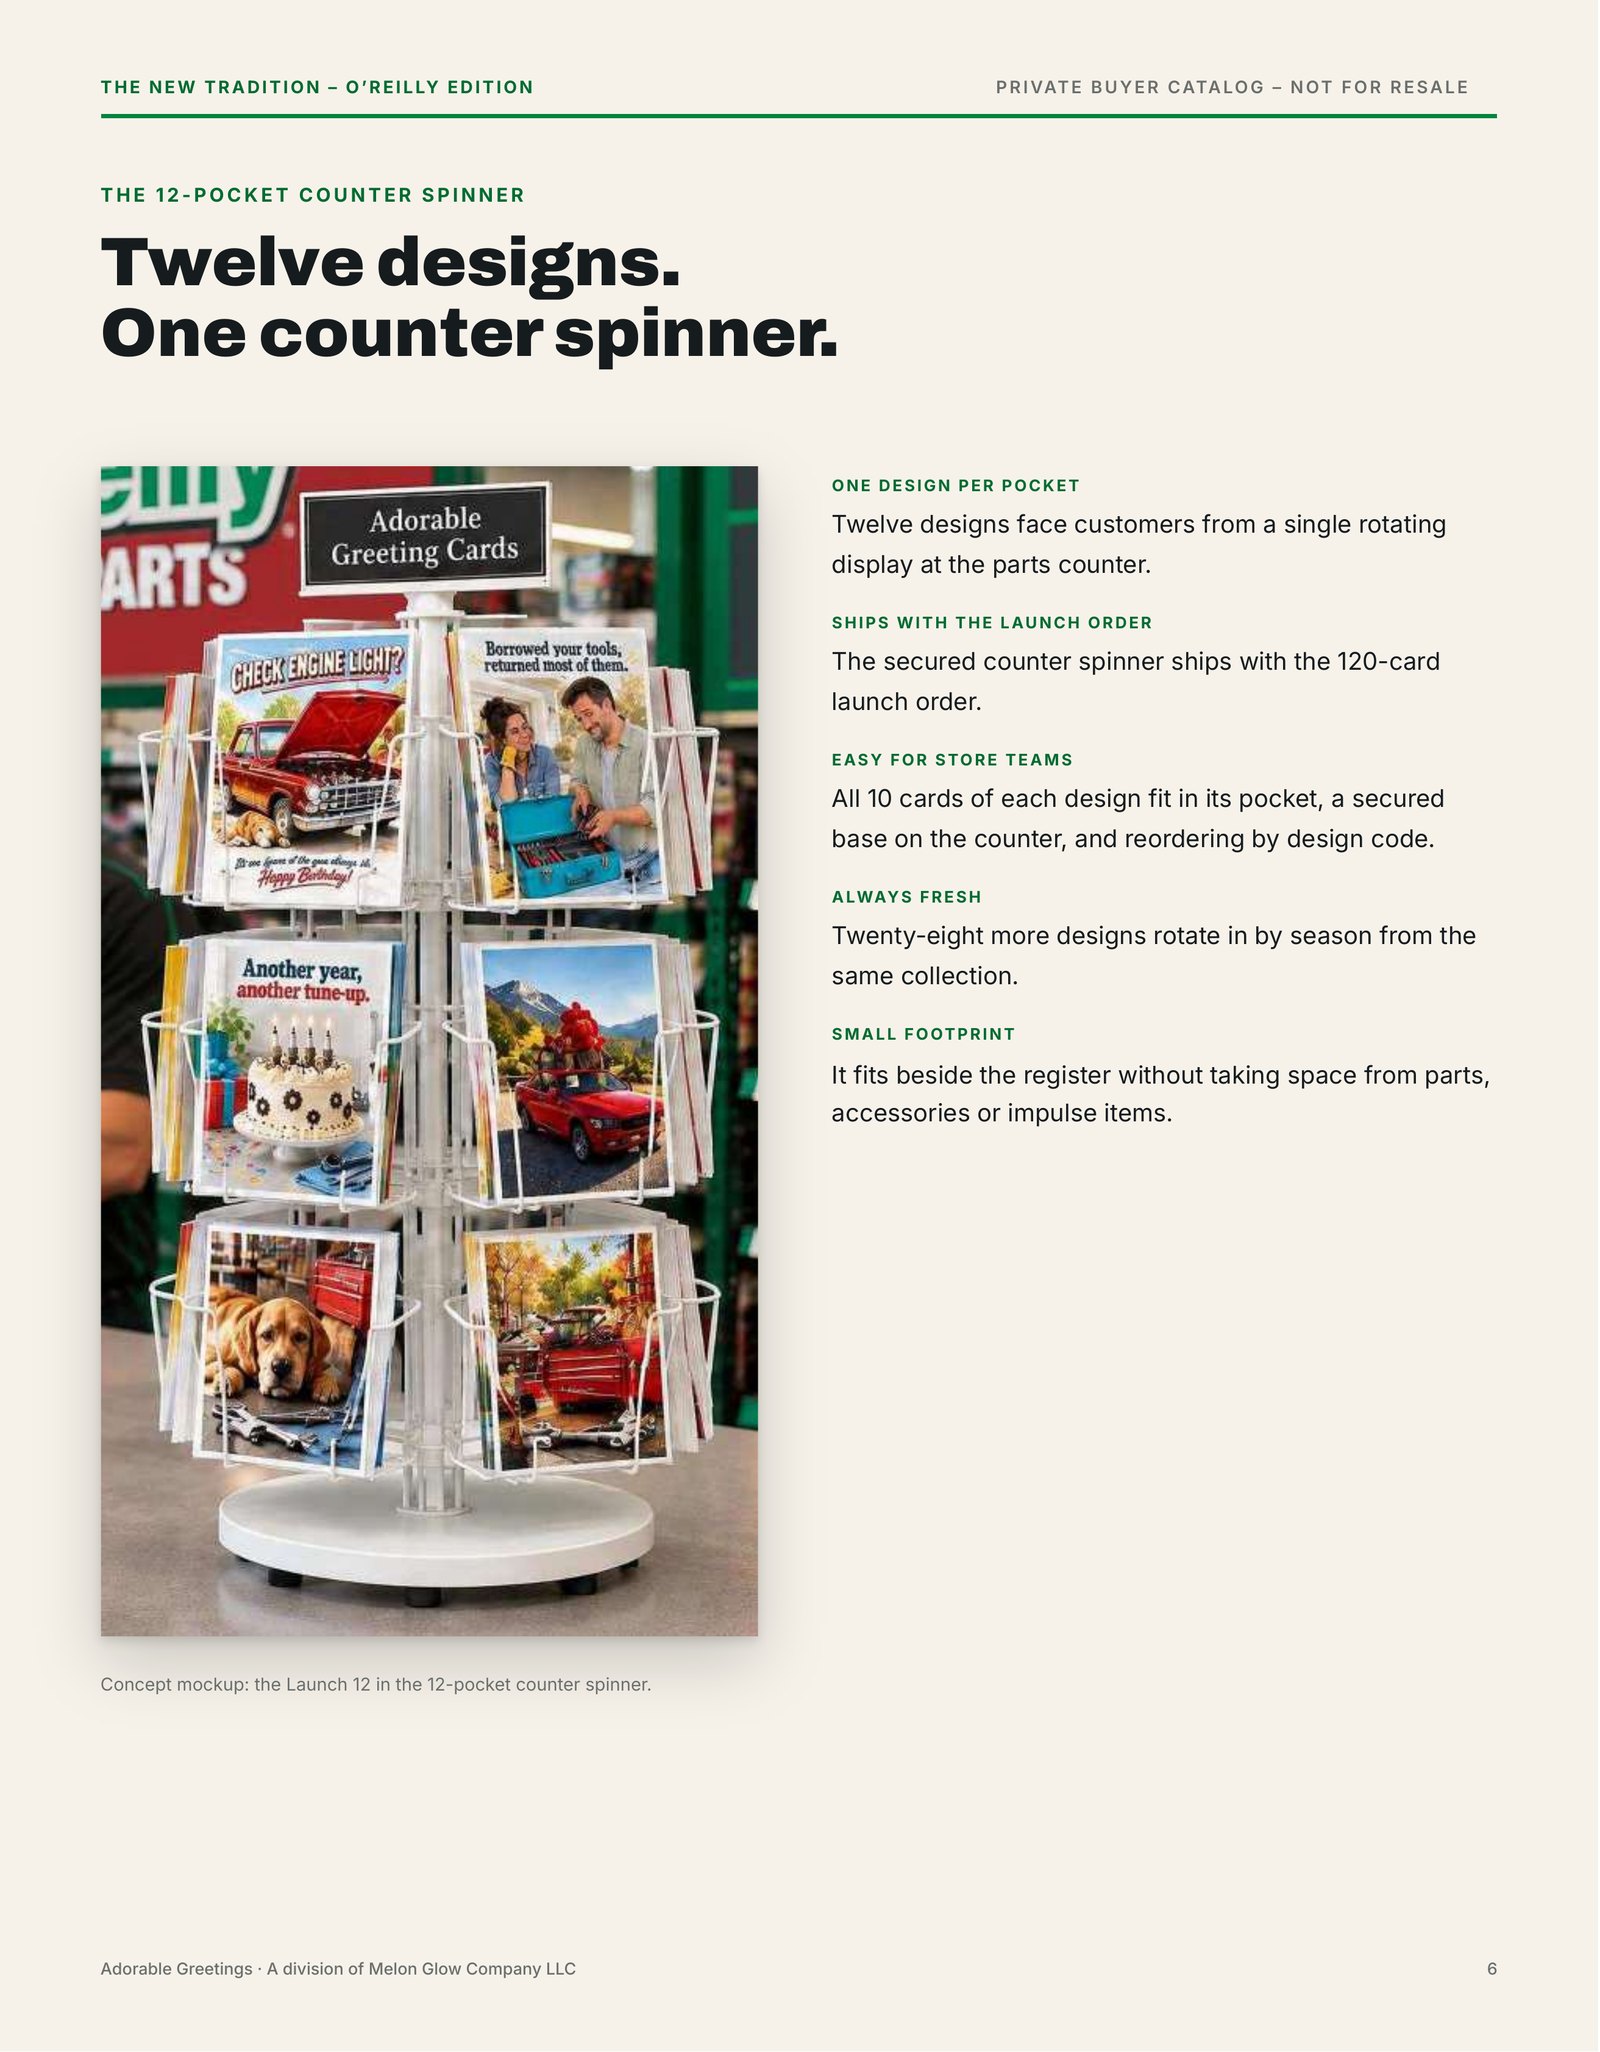 THE NEW TRADITION – O’REILLY EDITION
PRIVATE BUYER CATALOG – NOT FOR RESALE
THE 12-POCKET COUNTER SPINNER
Twelve designs.
One counter spinner.
ARTS
Adorable
Greeting Cards
CHECK ENGINE LIGHT?
Happy Birthday!
Borrowed your tools,
returned most of them.
Another year,
another tune-up.
Concept mockup: the Launch 12 in the 12-pocket counter spinner.
ONE DESIGN PER POCKET
Twelve designs face customers from a single rotating
display at the parts counter.
SHIPS WITH THE LAUNCH ORDER
The secured counter spinner ships with the 120-card
launch order.
EASY FOR STORE TEAMS
All 10 cards of each design fit in its pocket, a secured
base on the counter, and reordering by design code.
ALWAYS FRESH
Twenty-eight more designs rotate in by season from the
same collection.
SMALL FOOTPRINT
It fits beside the register without taking space from parts,
accessories or impulse items.
Adorable Greetings · A division of Melon Glow Company LLC
6